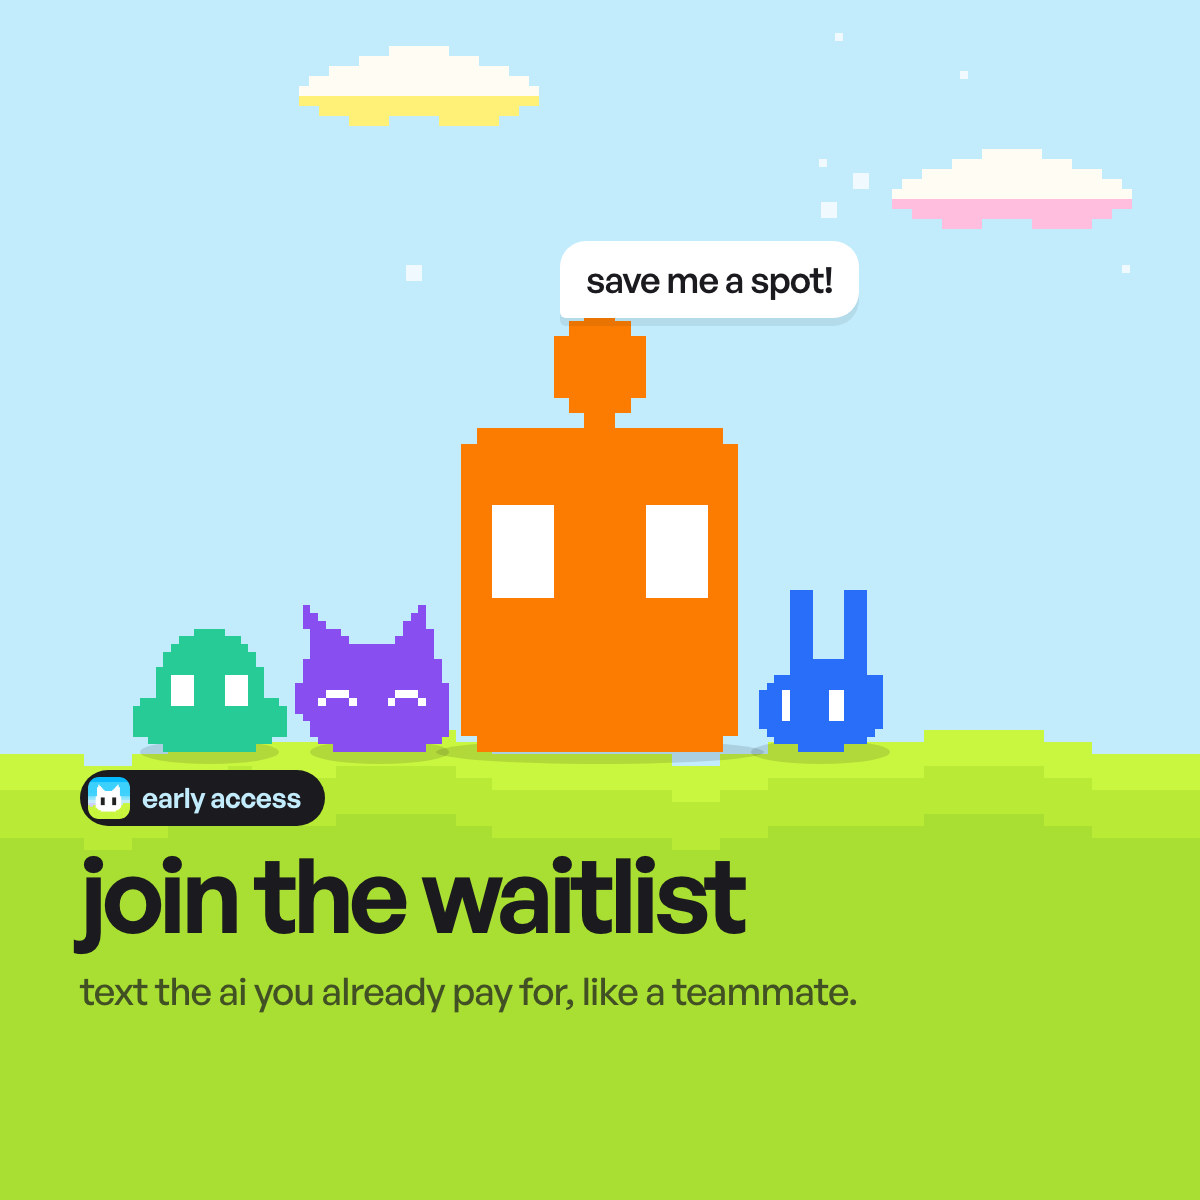 save me a spot!
early access
join the waitlist
text the ai you already pay for, like a teammate.